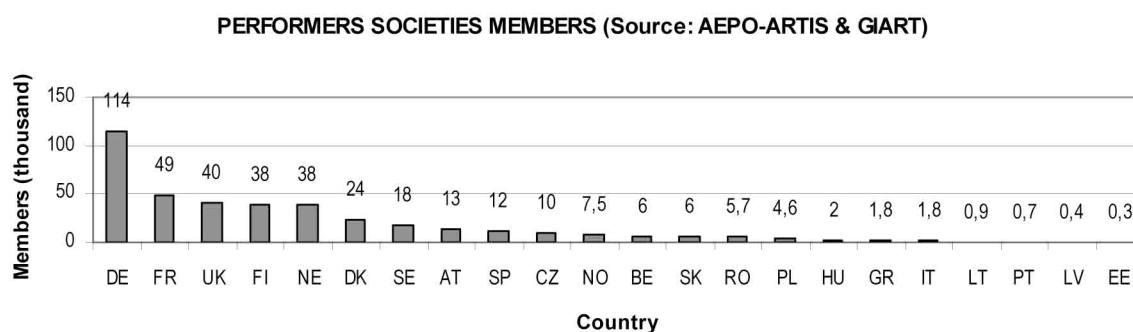 PERFORMERS SOCIETIES MEMBERS (Source: AEPO-ARTIS & GIART)
Members (thousand)
150
100
50
0
114 49 40 38 38 24 18 13 12 10 7,5 6 6 5,7 4,6 2 1,8 1,8 0,9 0,7 0,4 0,3
DE FR UK FI NE DK SE AT SP CZ NO BE SK RO PL HU GR IT LT PT LV EE
Country